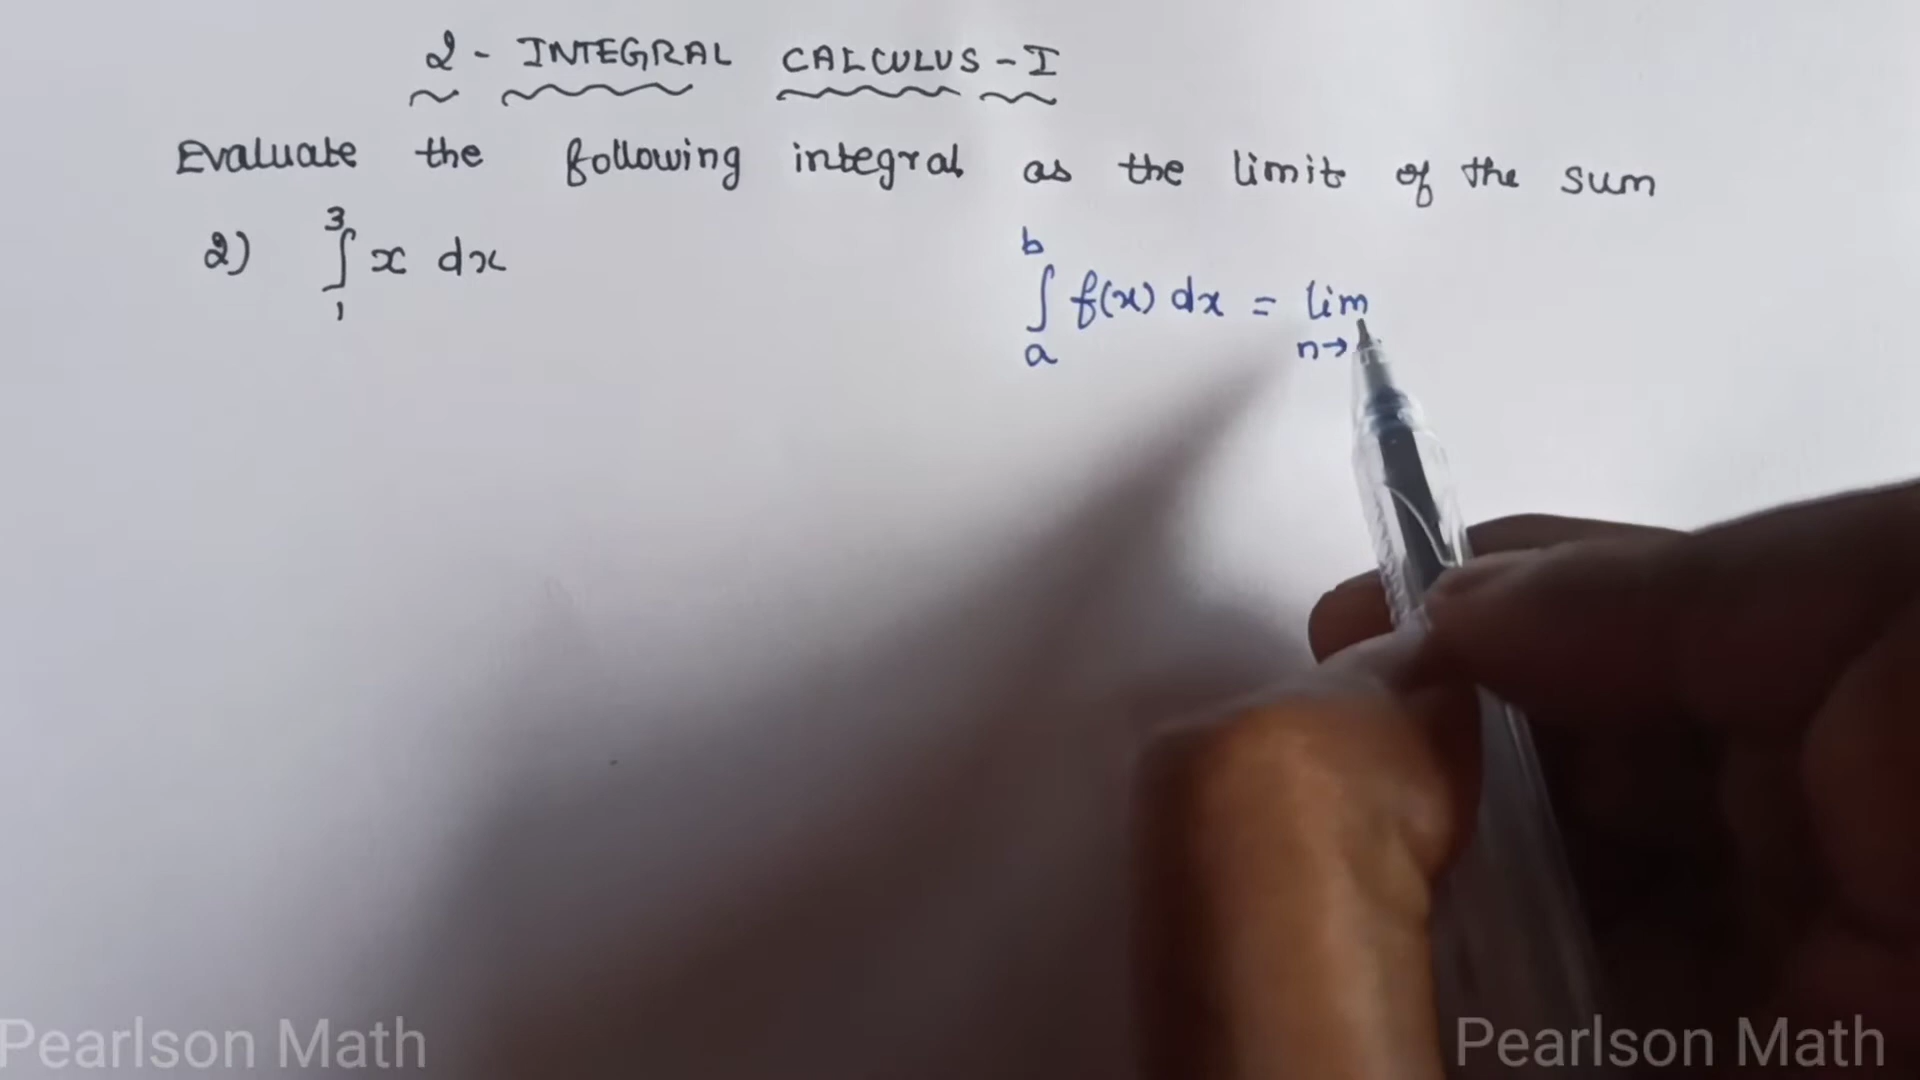 2 - INTEGRAL CALCULUS - I
Evaluate the following integral as the limit of the sum
2) ∫₁³ x dx
∫ₐᵇ f(x) dx = lim
n→
Pearlson Math
Pearlson Math